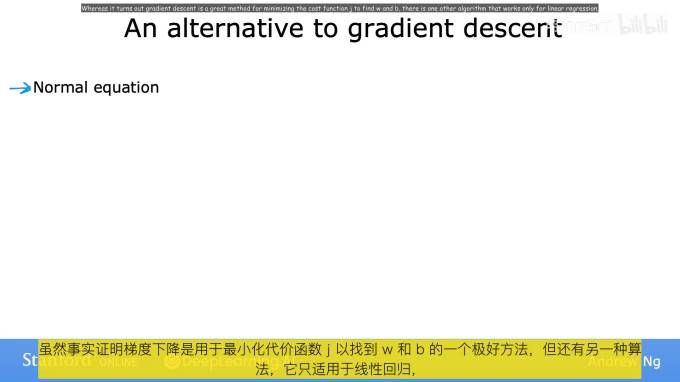 Whereas it turns out gradient descent is a great method for minimizing the cost function j to find w and b, there is one other algorithm that works only for linear regression.
An alternative to gradient descent
bilibili
Normal equation
虽然事实证明梯度下降是用于最小化代价函数 j 以找到 w 和 b 的一个极好方法，但还有另一种算
法，它只适用于线性回归，
Stanford ONLINE DeepLearning Andrew Ng